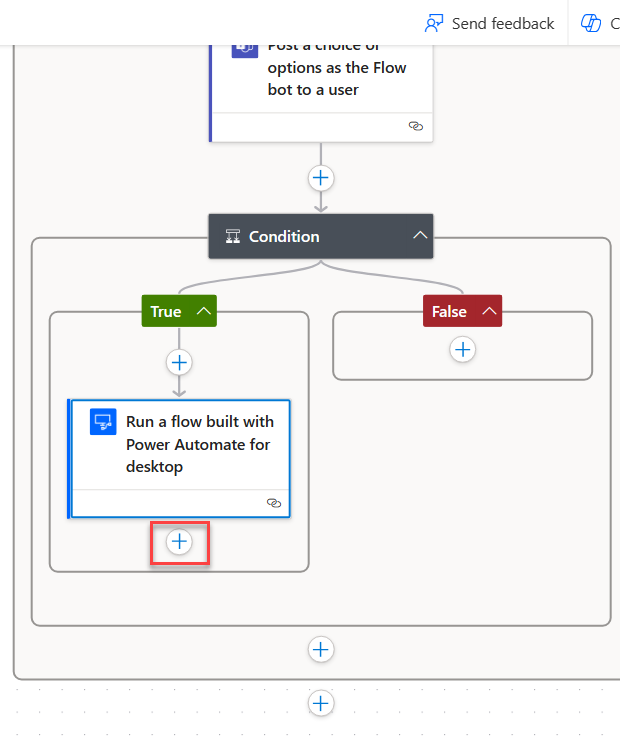 Send feedback
C
Post a choice of
options as the Flow
bot to a user
Condition
True
False
Run a flow built with
Power Automate for
desktop